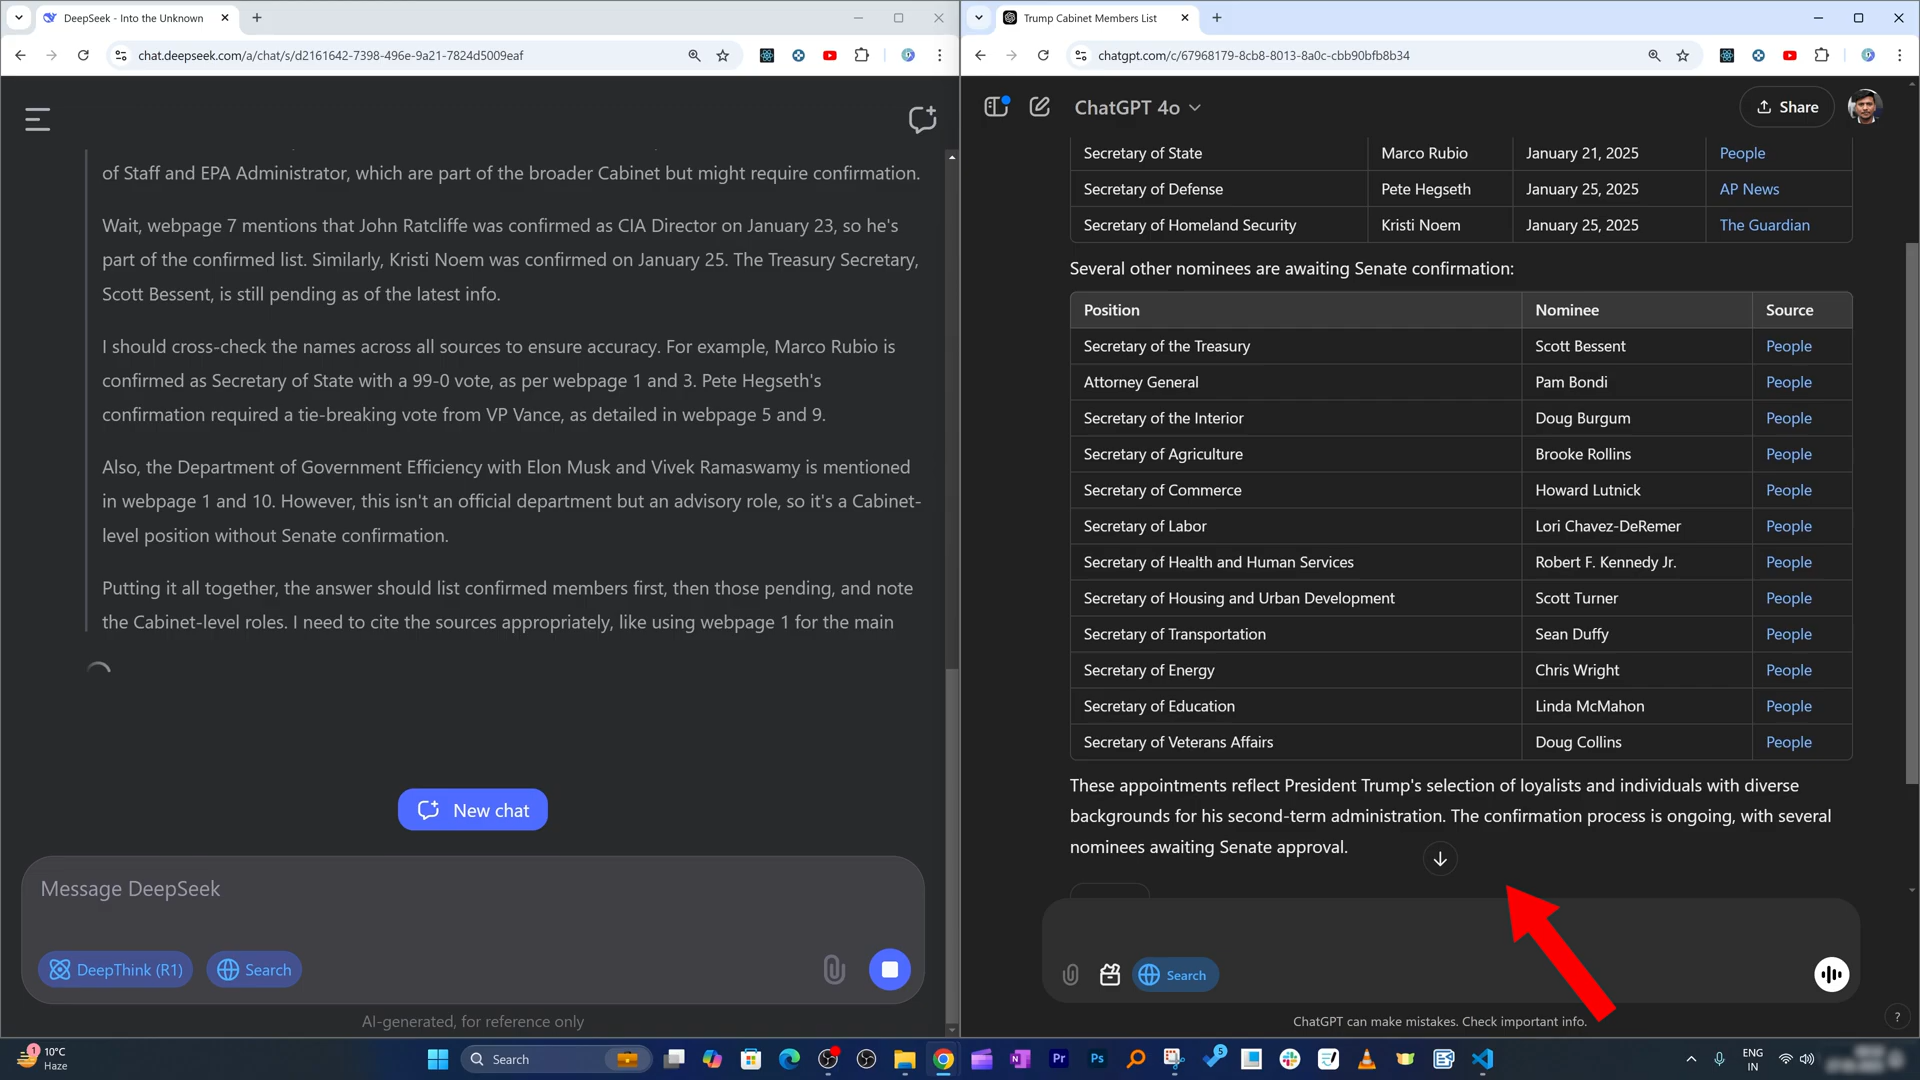 DeepSeek - Into the Unknown
chat.deepseek.com/a/chat/s/d2161642-7398-496e-9a21-7824d5009eaf
of Staff and EPA Administrator, which are part of the broader Cabinet but might require confirmation.
Wait, webpage 7 mentions that John Ratcliffe was confirmed as CIA Director on January 23, so he's
part of the confirmed list. Similarly, Kristi Noem was confirmed on January 25. The Treasury Secretary,
Scott Bessent, is still pending as of the latest info.
I should cross-check the names across all sources to ensure accuracy. For example, Marco Rubio is
confirmed as Secretary of State with a 99-0 vote, as per webpage 1 and 3. Pete Hegseth's
confirmation required a tie-breaking vote from VP Vance, as detailed in webpage 5 and 9.
Also, the Department of Government Efficiency with Elon Musk and Vivek Ramaswamy is mentioned
in webpage 1 and 10. However, this isn't an official department but an advisory role, so it's a Cabinet-
level position without Senate confirmation.
Putting it all together, the answer should list confirmed members first, then those pending, and note
the Cabinet-level roles. I need to cite the sources appropriately, like using webpage 1 for the main
New chat
Message DeepSeek
DeepThink (R1) Search
AI-generated, for reference only
Trump Cabinet Members List
chatgpt.com/c/67968179-8cb8-8013-8a0c-cbb90bfb8b34
ChatGPT 4o
Share
Secretary of State Marco Rubio January 21, 2025 People
Secretary of Defense Pete Hegseth January 25, 2025 AP News
Secretary of Homeland Security Kristi Noem January 25, 2025 The Guardian
Several other nominees are awaiting Senate confirmation:
Position Nominee Source
Secretary of the Treasury Scott Bessent People
Attorney General Pam Bondi People
Secretary of the Interior Doug Burgum People
Secretary of Agriculture Brooke Rollins People
Secretary of Commerce Howard Lutnick People
Secretary of Labor Lori Chavez-DeRemer People
Secretary of Health and Human Services Robert F. Kennedy Jr. People
Secretary of Housing and Urban Development Scott Turner People
Secretary of Transportation Sean Duffy People
Secretary of Energy Chris Wright People
Secretary of Education Linda McMahon People
Secretary of Veterans Affairs Doug Collins People
These appointments reflect President Trump's selection of loyalists and individuals with diverse
backgrounds for his second-term administration. The confirmation process is ongoing, with several
nominees awaiting Senate approval.
Search
ChatGPT can make mistakes. Check important info.
?
1
10°C
Haze
Search
N
Pr
Ps
5
ENG
IN